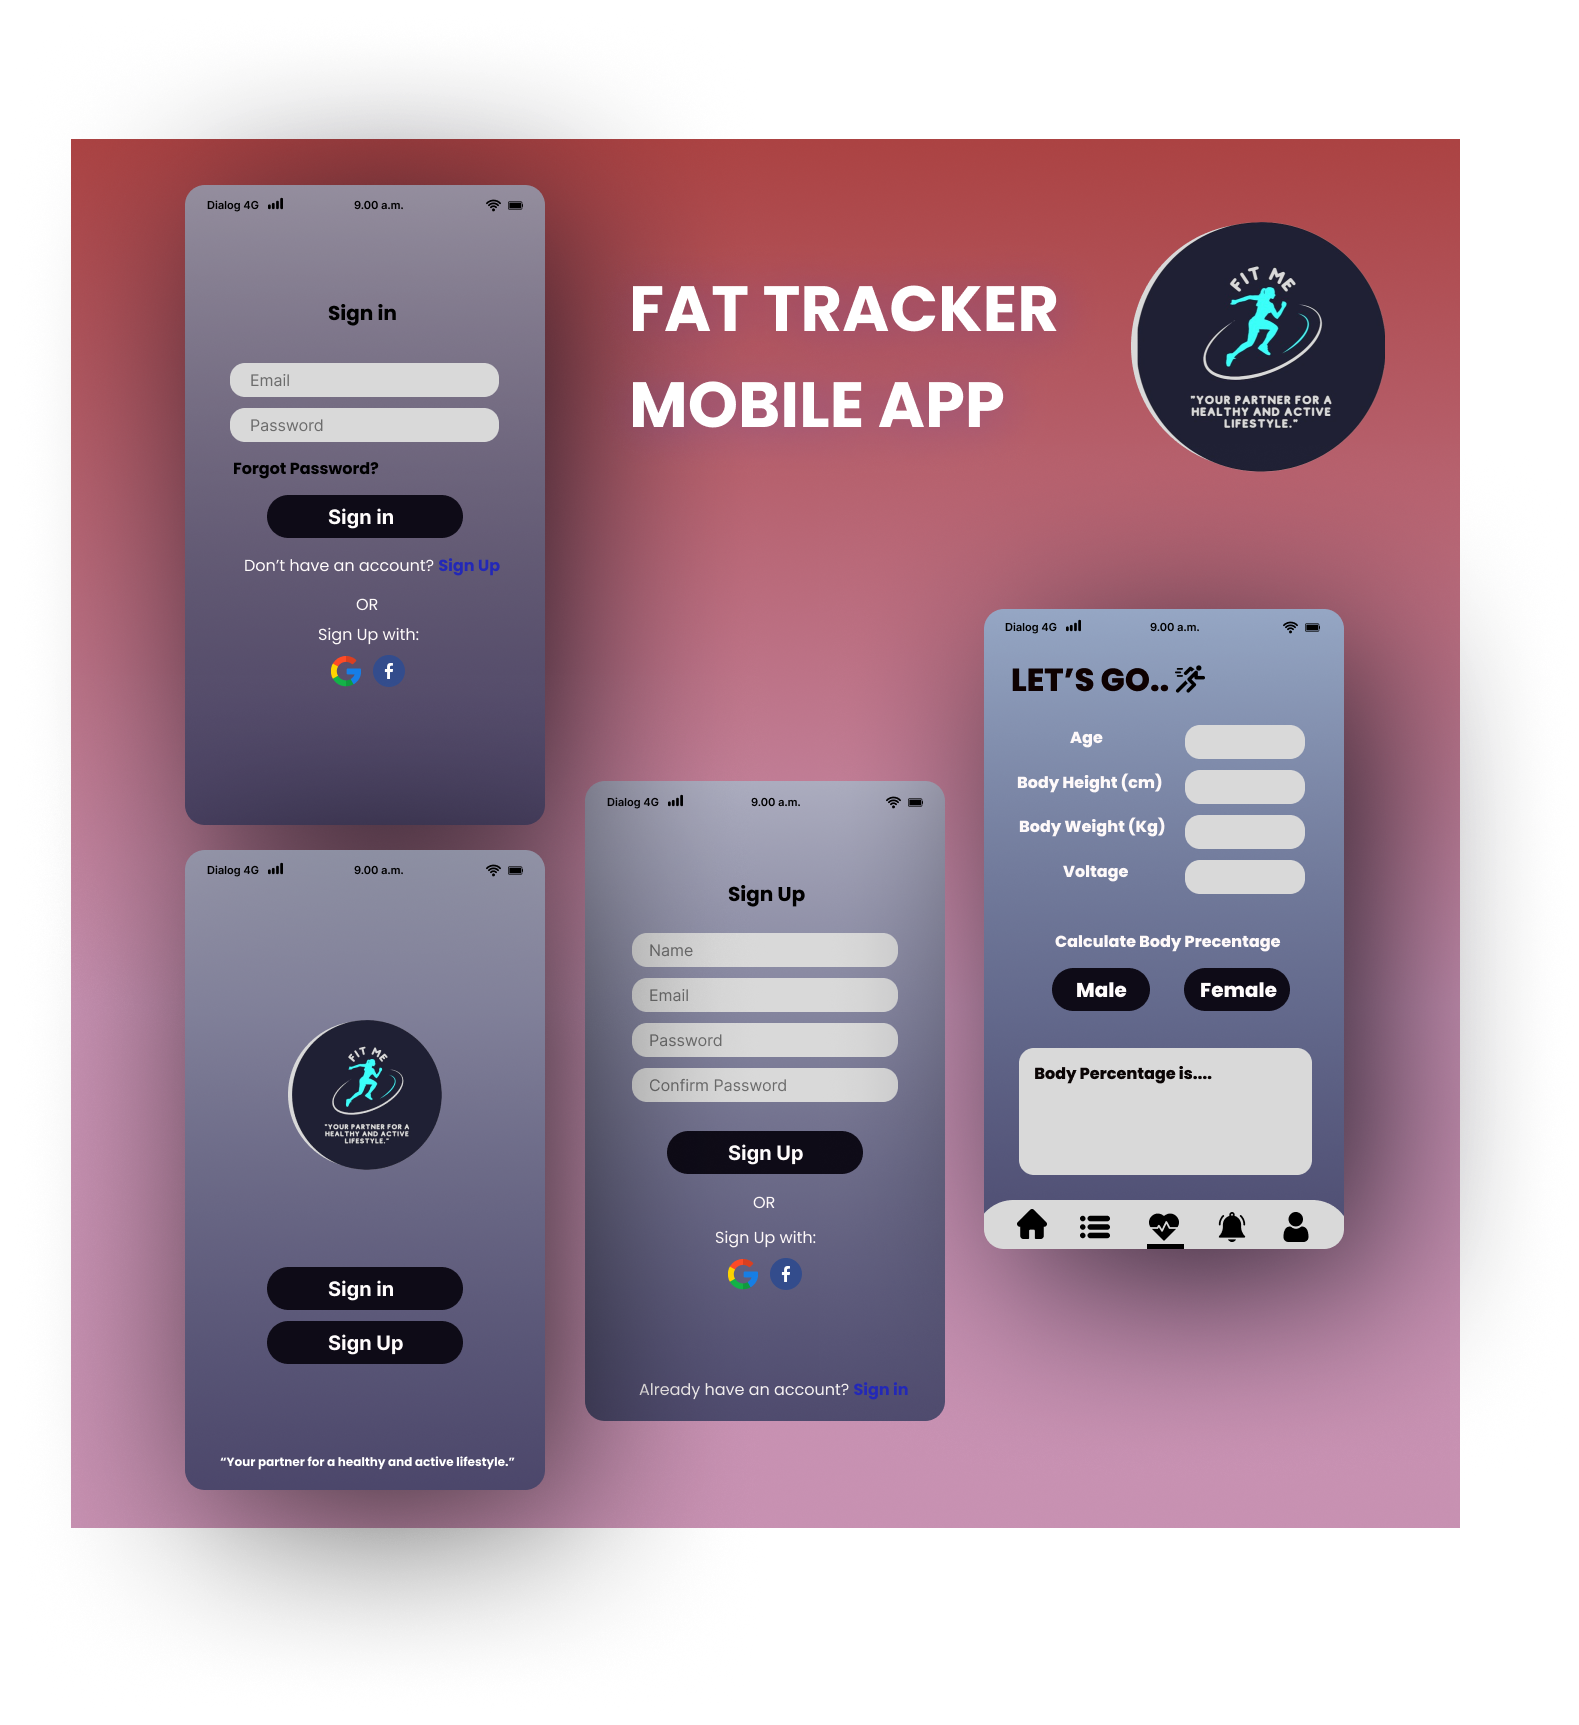 Dialog 4G
9.00 a.m.
Sign in
Email
Password
Forgot Password?
Sign in
Don’t have an account? Sign Up
OR
Sign Up with:
f
FAT TRACKER
MOBILE APP
FIT ME
"YOUR PARTNER FOR A
HEALTHY AND ACTIVE
LIFESTYLE."
Dialog 4G
9.00 a.m.
FIT ME
"YOUR PARTNER FOR A
HEALTHY AND ACTIVE
LIFESTYLE."
Sign in
Sign Up
“Your partner for a healthy and active lifestyle.”
Dialog 4G
9.00 a.m.
Sign Up
Name
Email
Password
Confirm Password
Sign Up
OR
Sign Up with:
f
Already have an account? Sign in
Dialog 4G
9.00 a.m.
LET’S GO..
Age
Body Height (cm)
Body Weight (Kg)
Voltage
Calculate Body Precentage
Male
Female
Body Percentage is....